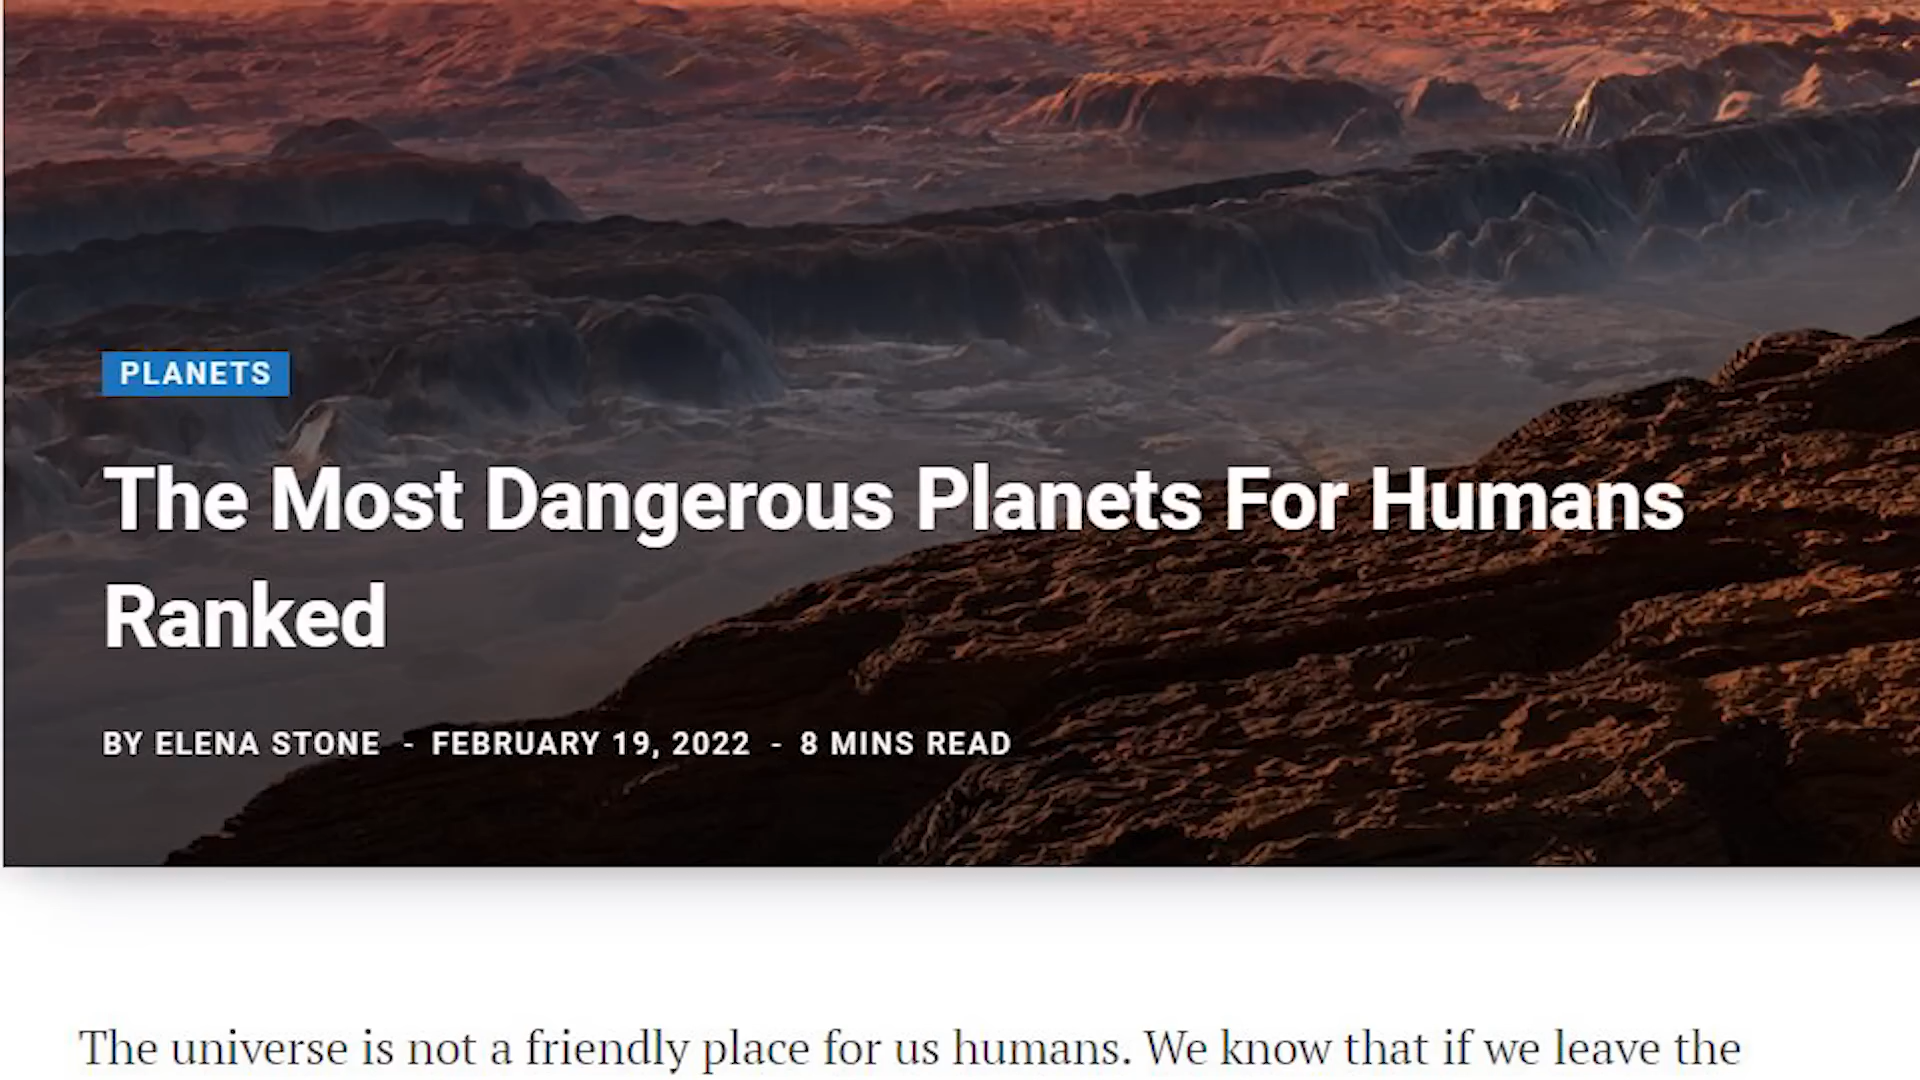 PLANETS
The Most Dangerous Planets For Humans
Ranked
BY ELENA STONE - FEBRUARY 19, 2022 - 8 MINS READ
The universe is not a friendly place for us humans. We know that if we leave the